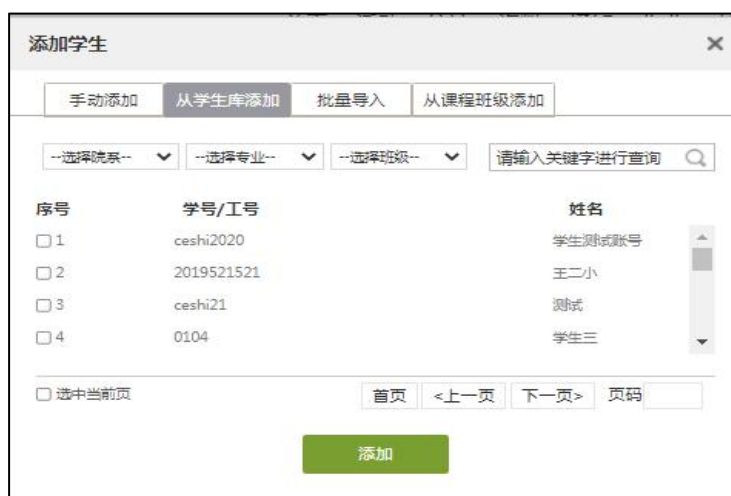 添加学生 ×
手动添加 从学生库添加 批量导入 从课程班级添加
--选择院系-- --选择专业-- --选择班级-- 请输入关键字进行查询
序号 学号/工号 姓名
1 ceshi2020 学生测试账号
2 2019521521 王二小
3 ceshi21 测试
4 0104 学生三
选中当前页 首页 <上一页 下一页> 页码
添加